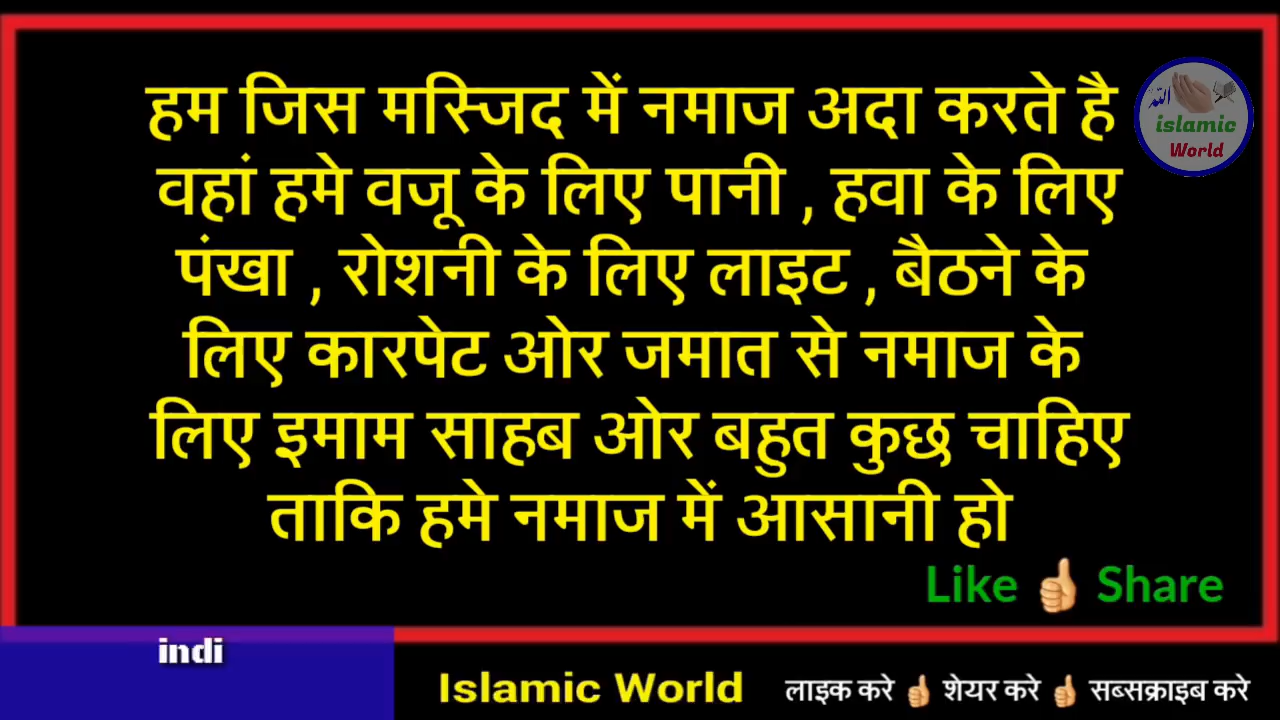 हम जिस मस्जिद में नमाज अदा करते है
वहां हमे वजू के लिए पानी , हवा के लिए
पंखा , रोशनी के लिए लाइट , बैठने के
लिए कारपेट ओर जमात से नमाज के
लिए इमाम साहब ओर बहुत कुछ चाहिए
ताकि हमे नमाज में आसानी हो
الله
islamic
World
Like 👍 Share
indi
Islamic World
लाइक करे 👍 शेयर करे 👍 सब्सक्राइब करे